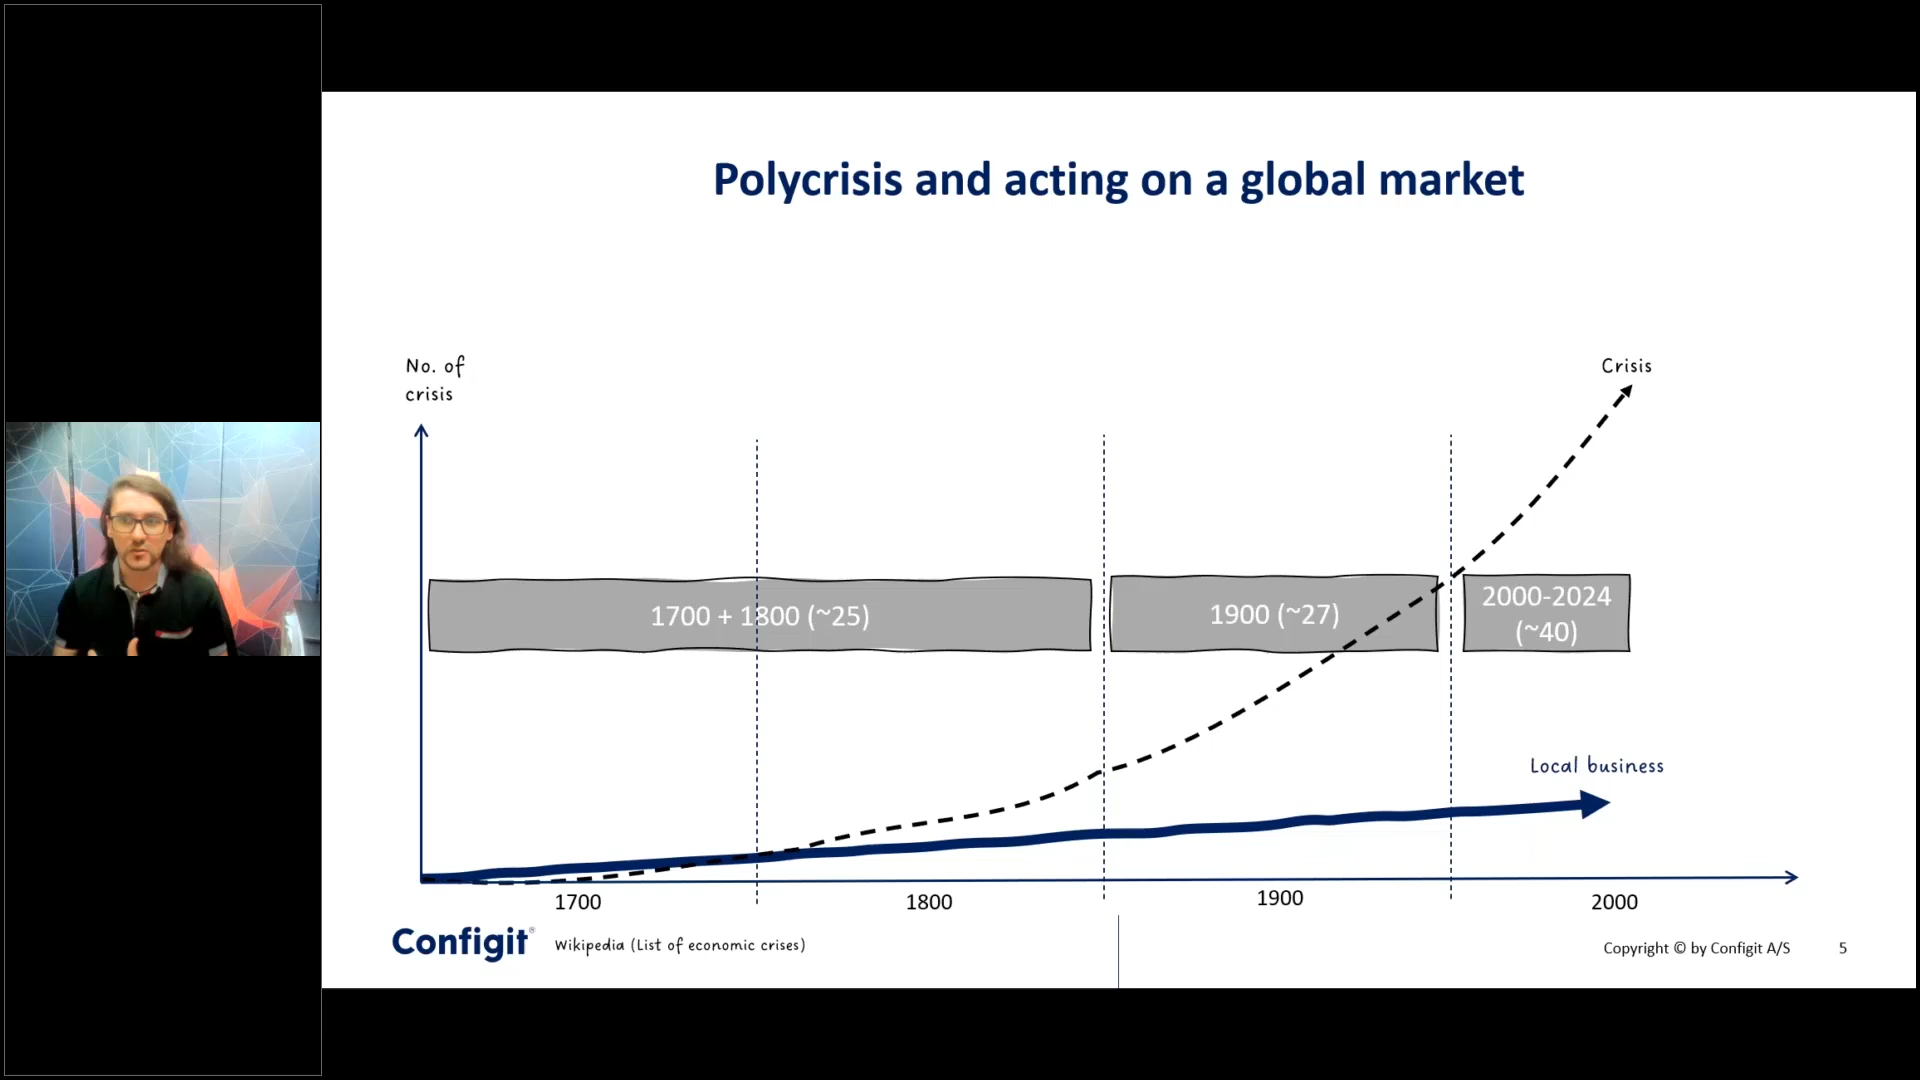 Polycrisis and acting on a global market
No. of
crisis
Crisis
1700 + 1800 (~25)
1900 (~27)
2000-2024
(~40)
Local business
1700
1800
1900
2000
Configit®
Wikipedia (List of economic crises)
Copyright © by Configit A/S
5